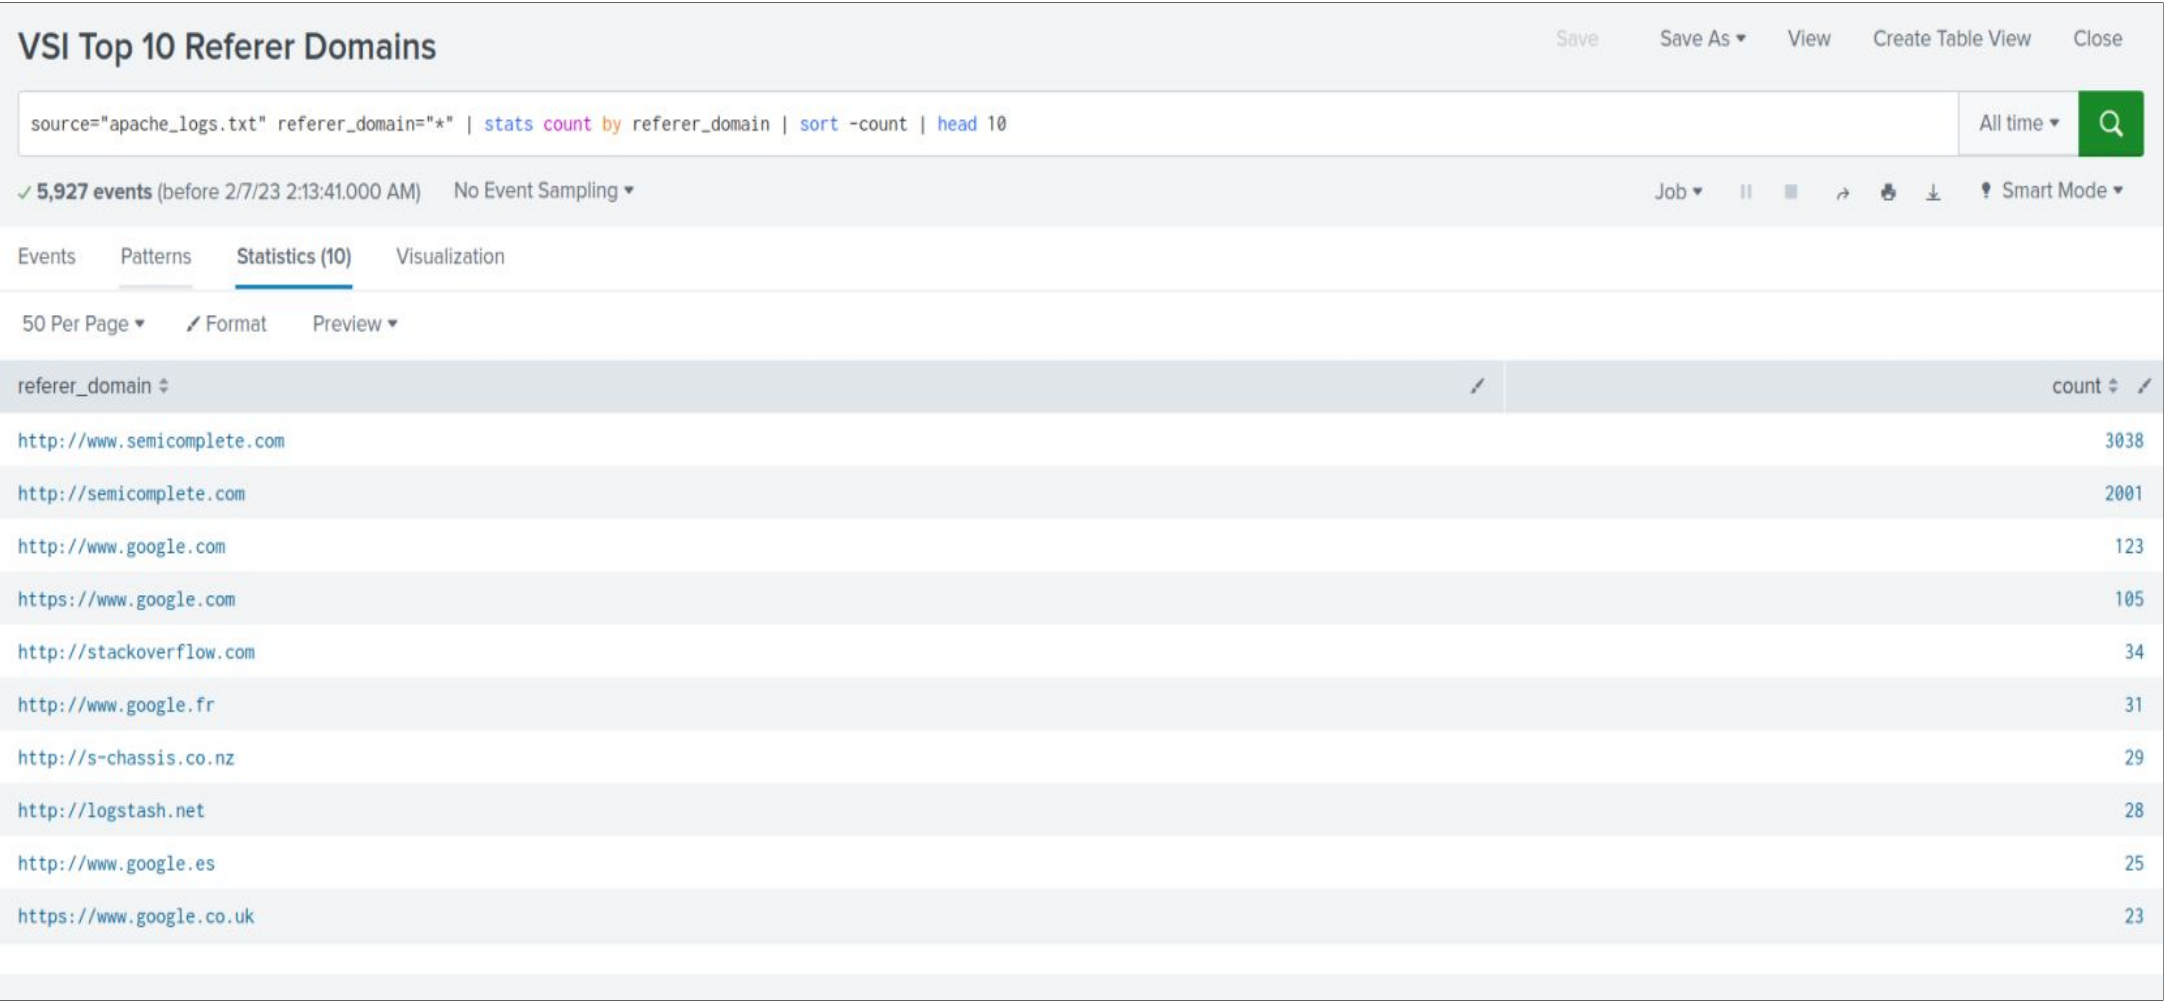 VSI Top 10 Referer Domains
Save Save As View Create Table View Close
source="apache_logs.txt" referer_domain="*" | stats count by referer_domain | sort -count | head 10
All time
5,927 events (before 2/7/23 2:13:41.000 AM) No Event Sampling
Job Smart Mode
Events Patterns Statistics (10) Visualization
50 Per Page Format Preview
referer_domain count
http://www.semicomplete.com 3038
http://semicomplete.com 2001
http://www.google.com 123
https://www.google.com 105
http://stackoverflow.com 34
http://www.google.fr 31
http://s-chassis.co.nz 29
http://logstash.net 28
http://www.google.es 25
https://www.google.co.uk 23